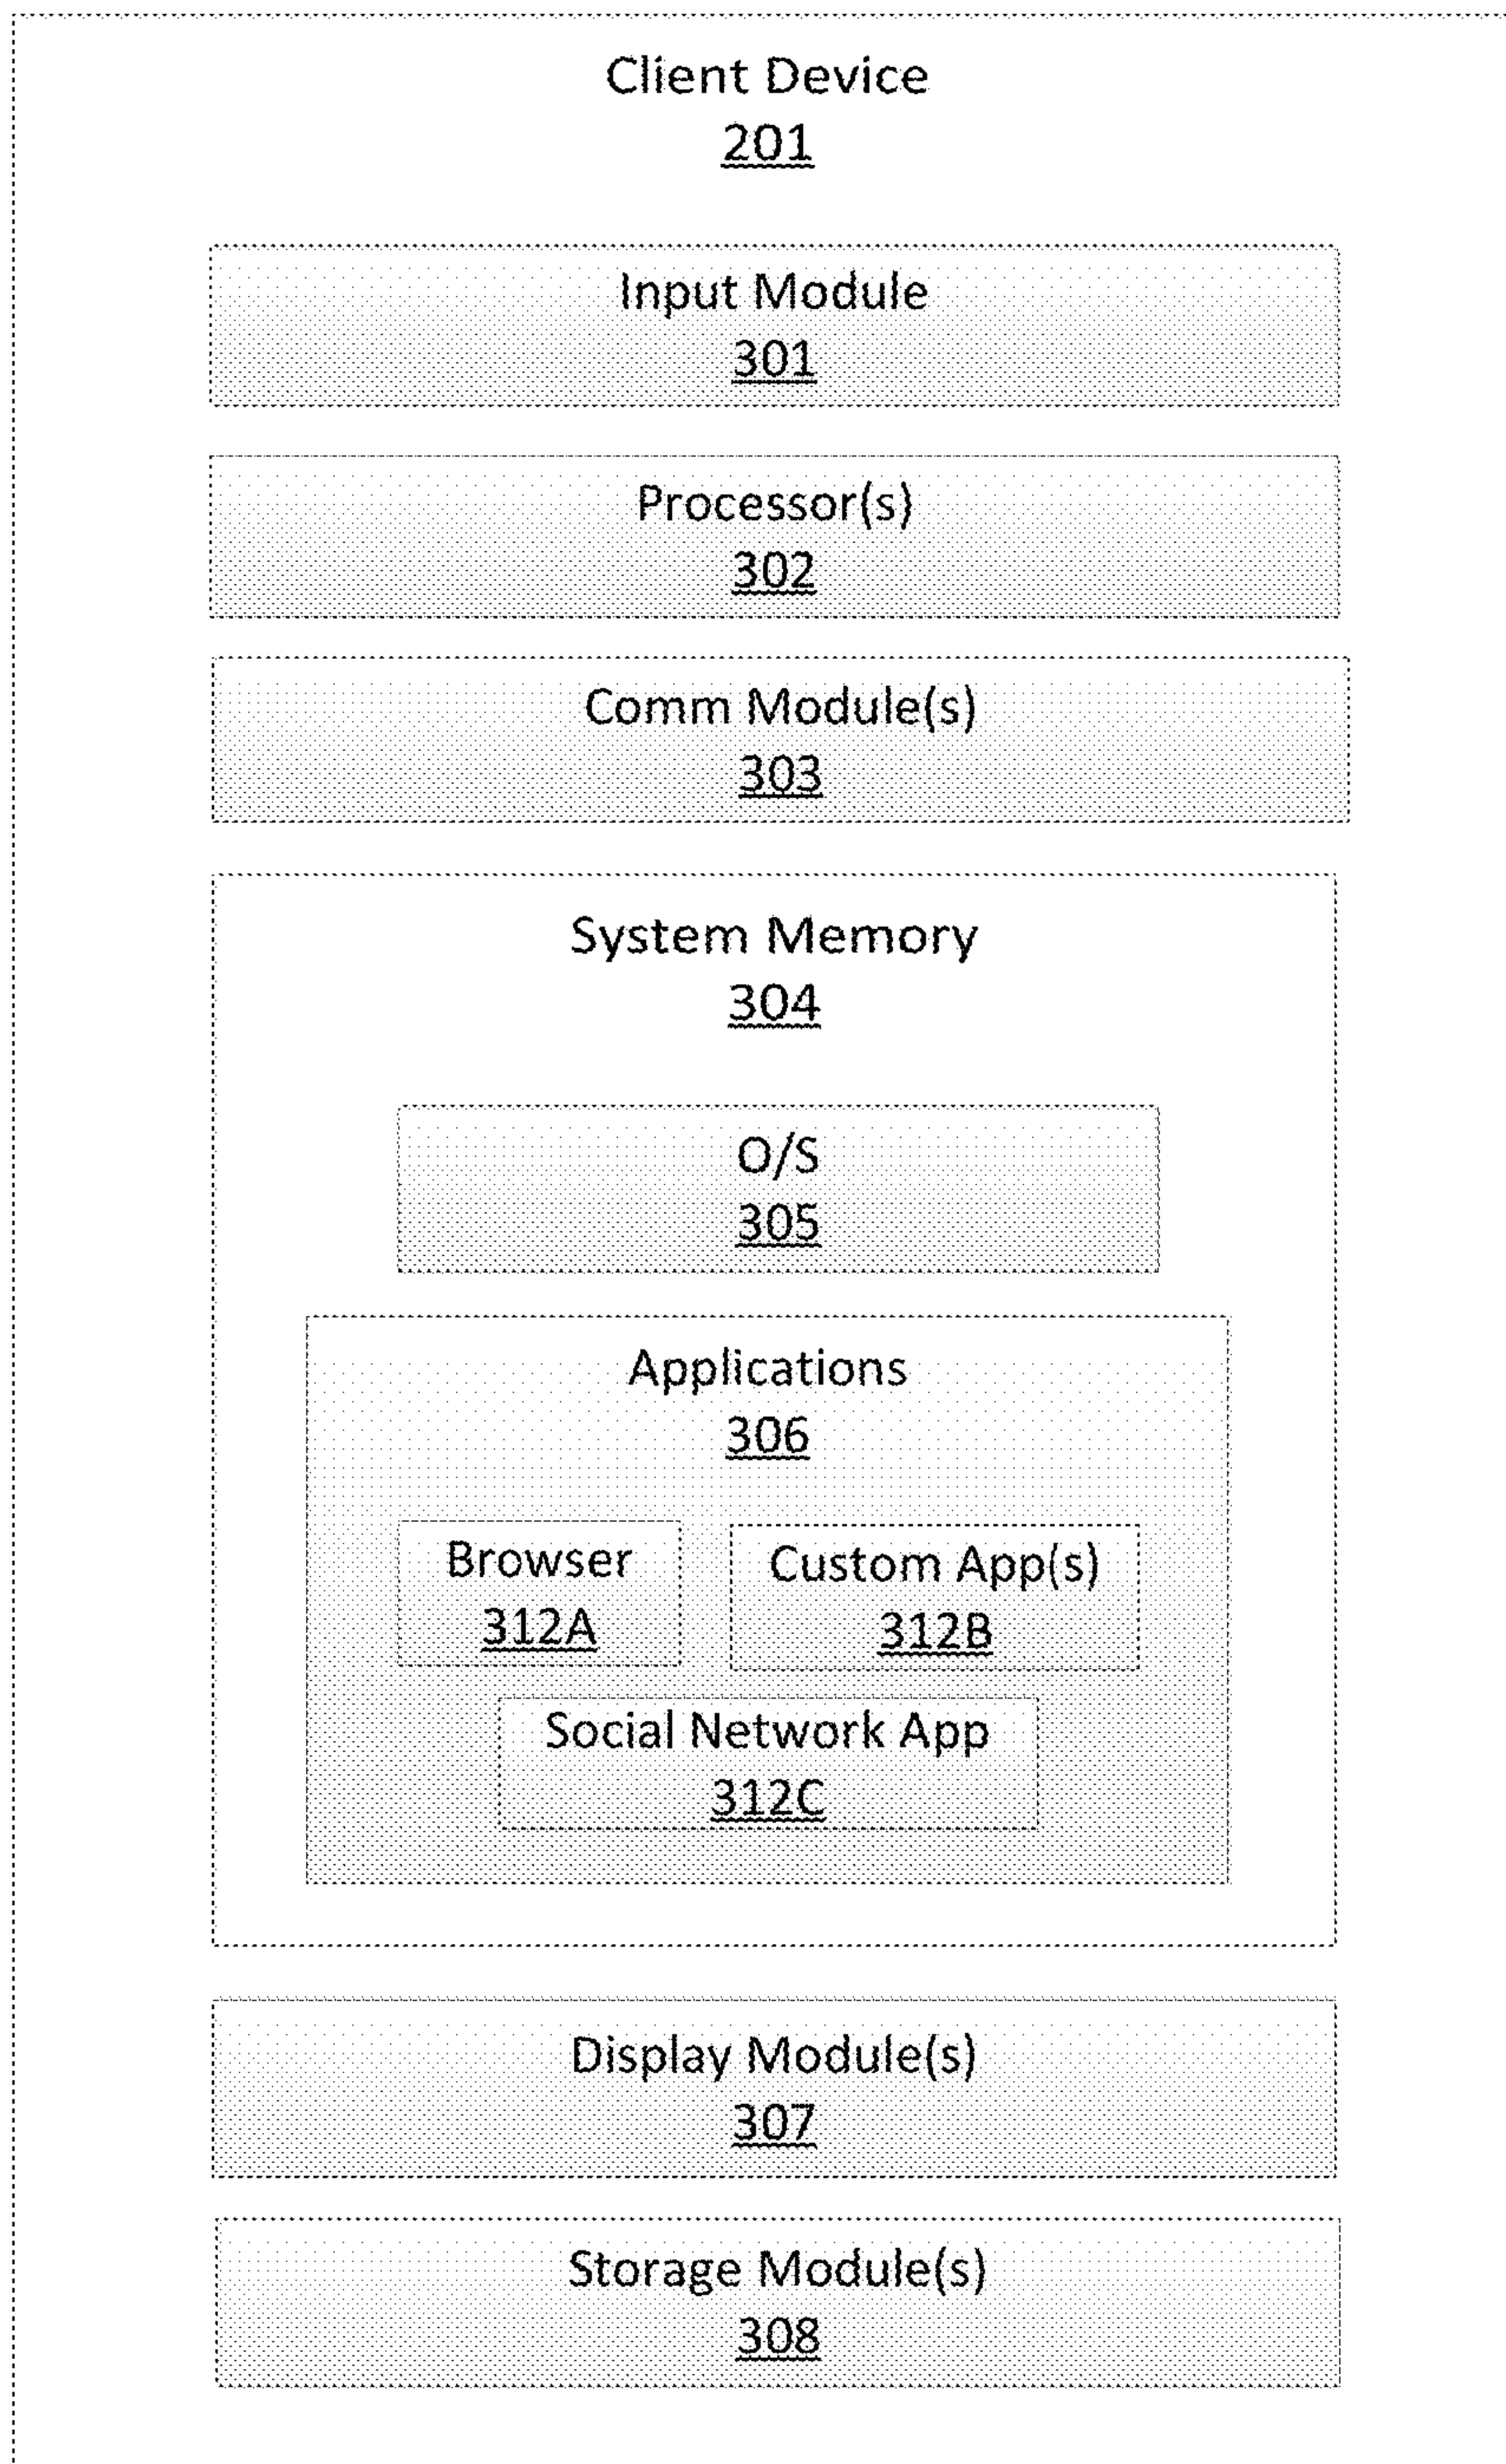 Client Device
201
Input Module
301
Processor(s)
302
Comm Module(s)
303
System Memory
304
O/S
305
Applications
306
Browser
312A
Custom App(s)
312B
Social Network App
312C
Display Module(s)
307
Storage Module(s)
308